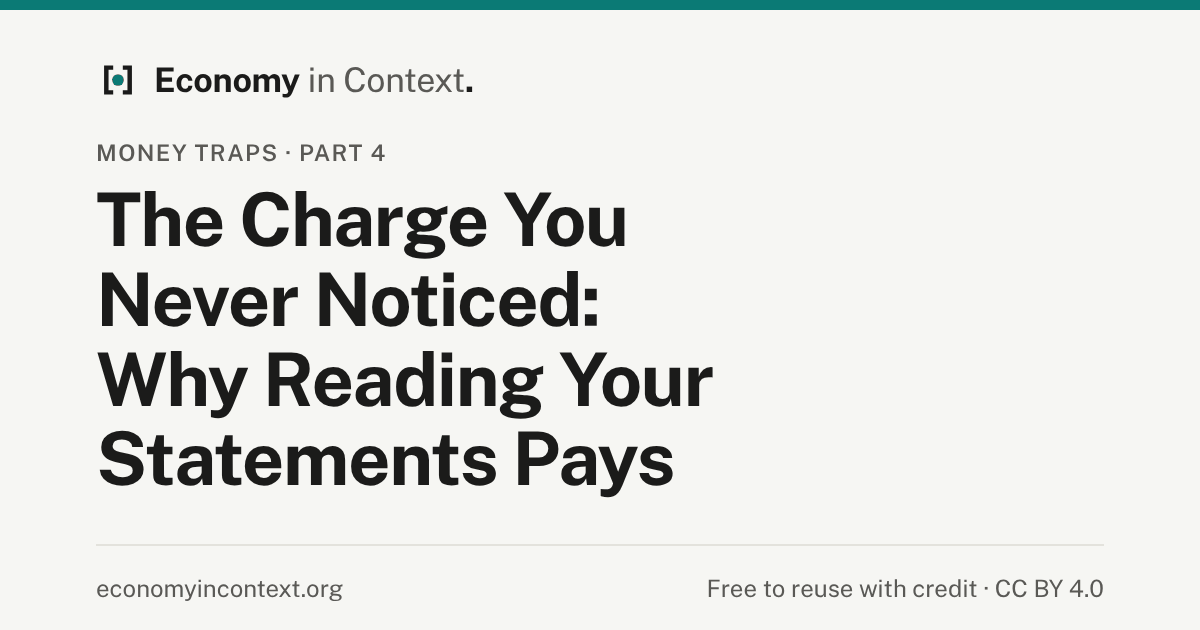 Economy in Context.
MONEY TRAPS · PART 4
The Charge You
Never Noticed:
Why Reading Your
Statements Pays
economyincontext.org
Free to reuse with credit · CC BY 4.0